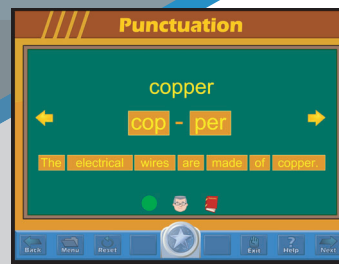 Punctuation
copper
cop - per
The electrical wires are made of copper.
Back Menu Reset Exit Help Next